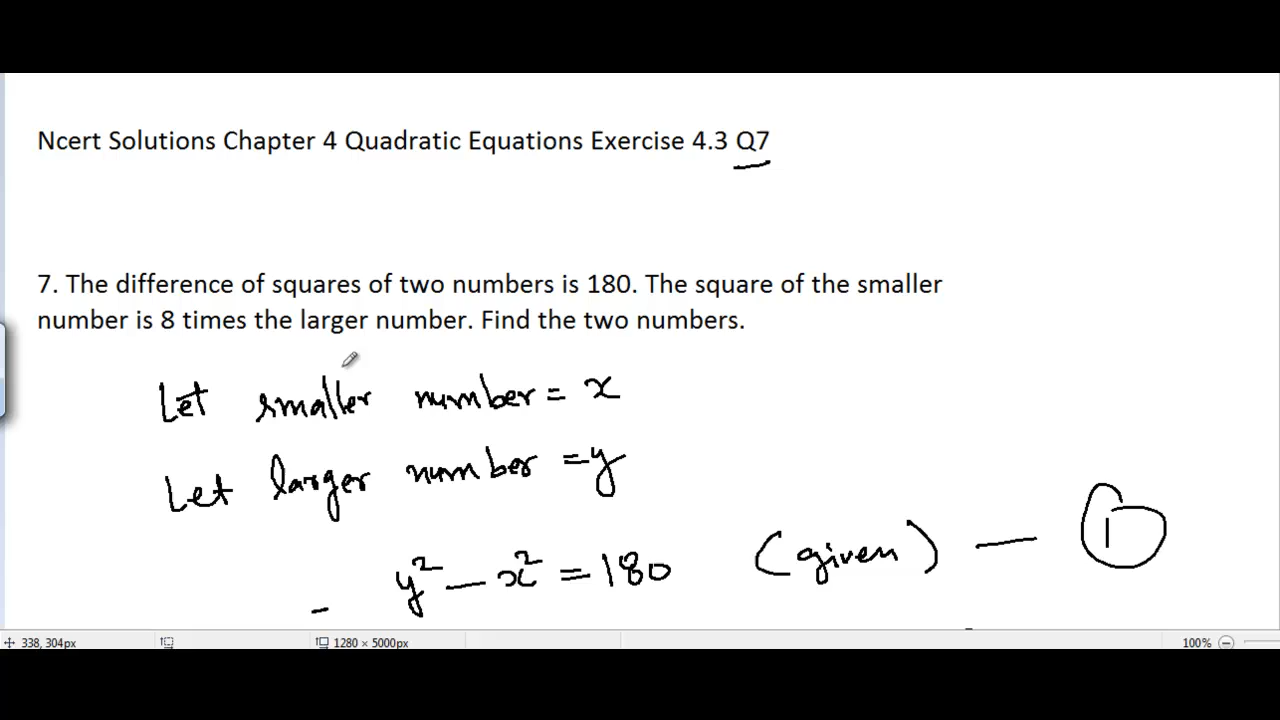 Ncert Solutions Chapter 4 Quadratic Equations Exercise 4.3 Q7
7. The difference of squares of two numbers is 180. The square of the smaller
number is 8 times the larger number. Find the two numbers.
Let smaller number = x
Let larger number = y
y² — x² = 180 (given) — ①
338, 304px 1280 × 5000px 100%